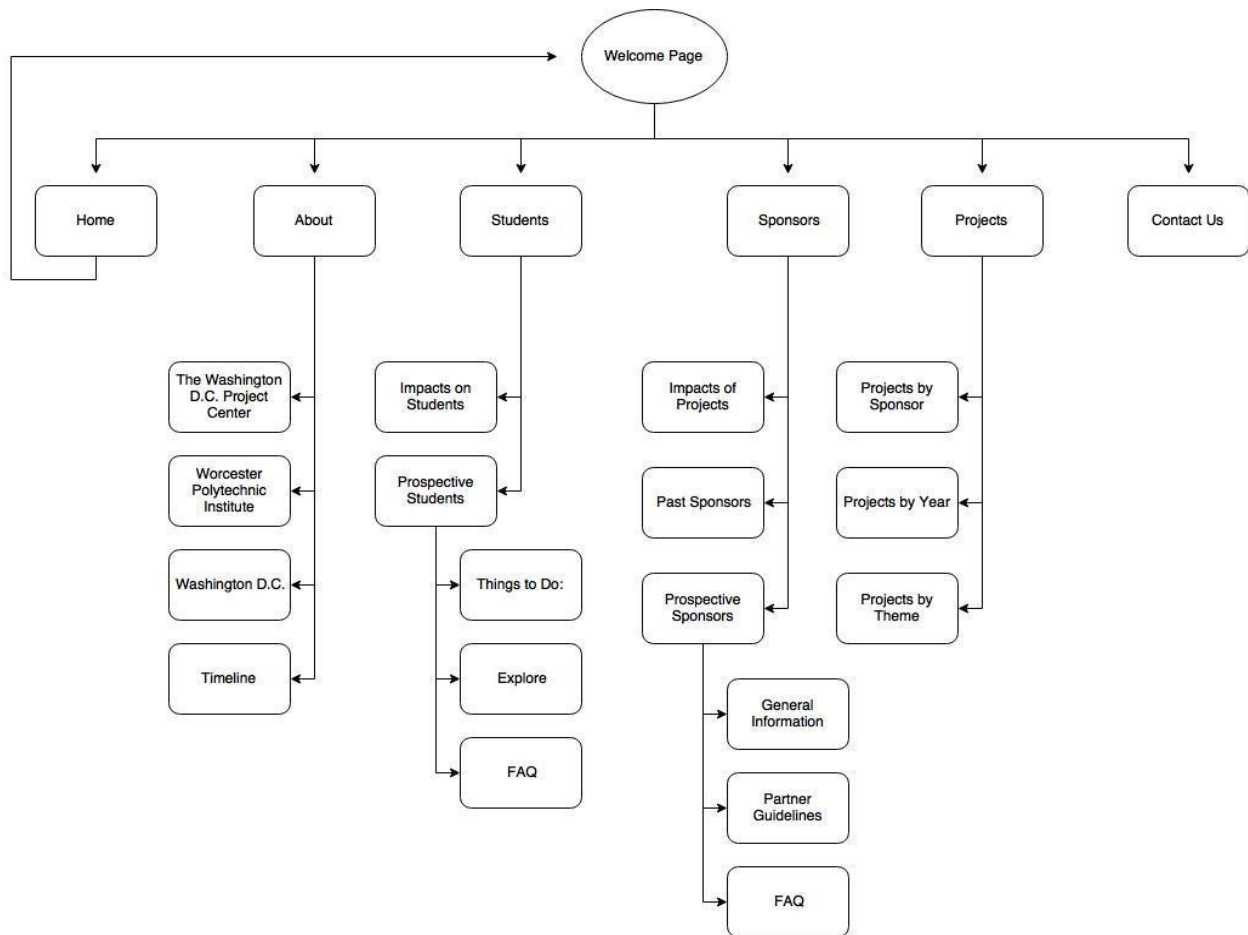 Welcome Page
Home
About
Students
Sponsors
Projects
Contact Us
The Washington
D.C. Project
Center
Worcester
Polytechnic
Institute
Washington D.C.
Timeline
Impacts on
Students
Prospective
Students
Things to Do:
Explore
FAQ
Impacts of
Projects
Past Sponsors
Prospective
Sponsors
General
Information
Partner
Guidelines
FAQ
Projects by
Sponsor
Projects by Year
Projects by
Theme